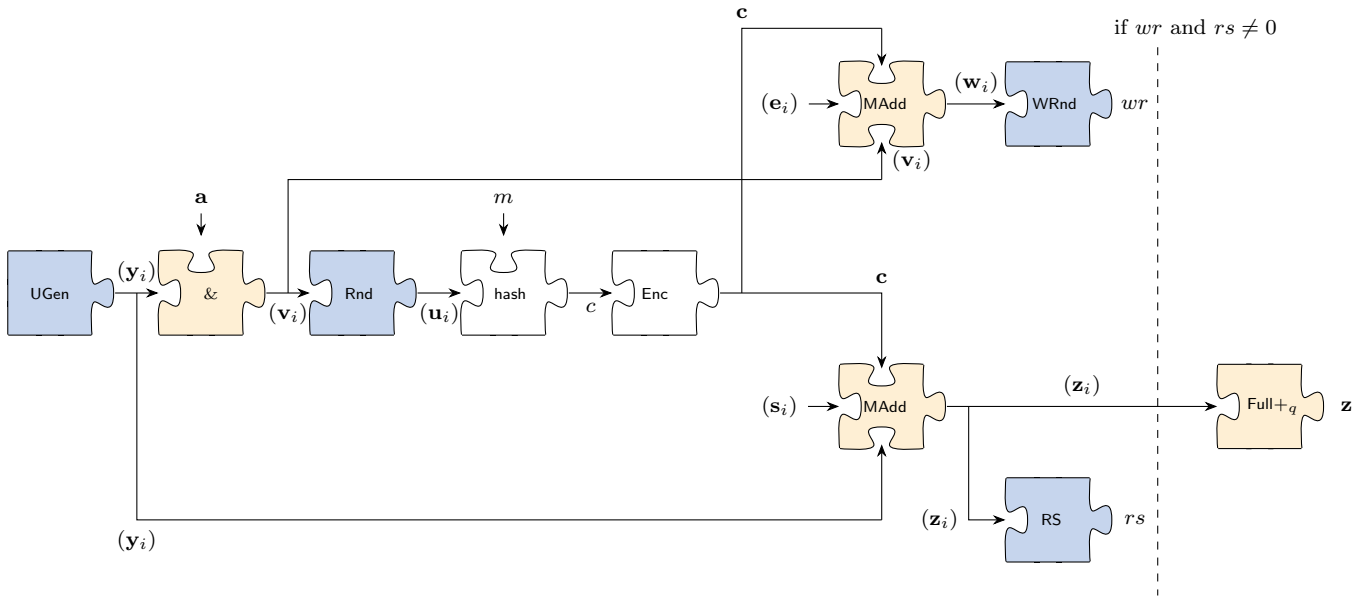 c
if wr and rs ≠ 0
(e_i) MAdd (w_i) WRnd wr
(v_i)
a m
UGen (y_i) & (v_i) Rnd (u_i) hash c Enc
c
(s_i) MAdd (z_i) Full+_q z
(y_i) (z_i) RS rs